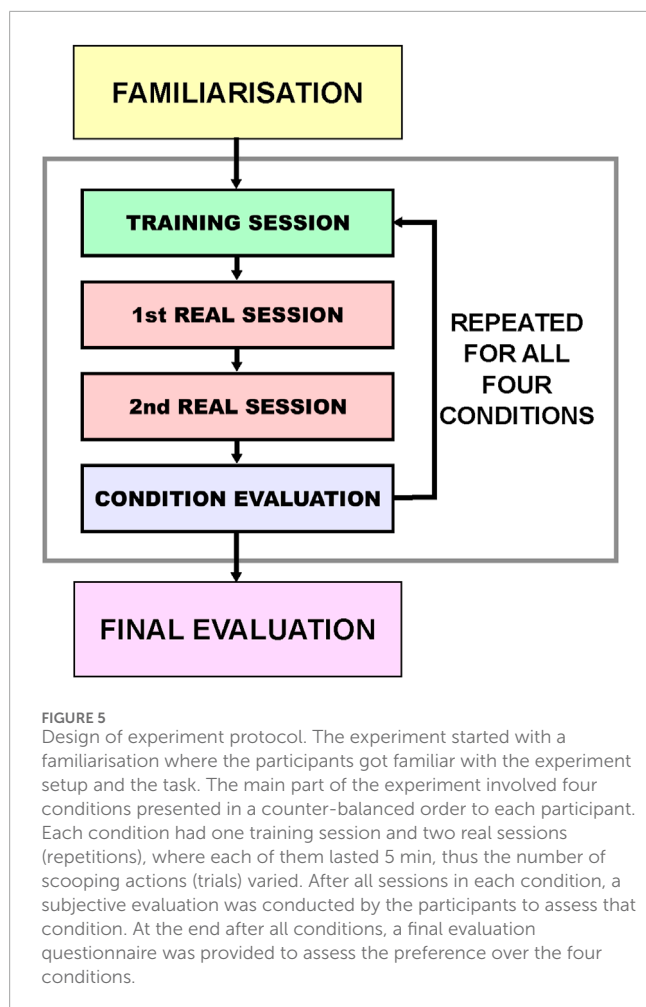 FAMILIARISATION
TRAINING SESSION
1st REAL SESSION
2nd REAL SESSION
CONDITION EVALUATION
REPEATED
FOR ALL
FOUR
CONDITIONS
FINAL EVALUATION
FIGURE 5
Design of experiment protocol. The experiment started with a
familiarisation where the participants got familiar with the experiment
setup and the task. The main part of the experiment involved four
conditions presented in a counter-balanced order to each participant.
Each condition had one training session and two real sessions
(repetitions), where each of them lasted 5 min, thus the number of
scooping actions (trials) varied. After all sessions in each condition, a
subjective evaluation was conducted by the participants to assess that
condition. At the end after all conditions, a final evaluation
questionnaire was provided to assess the preference over the four
conditions.